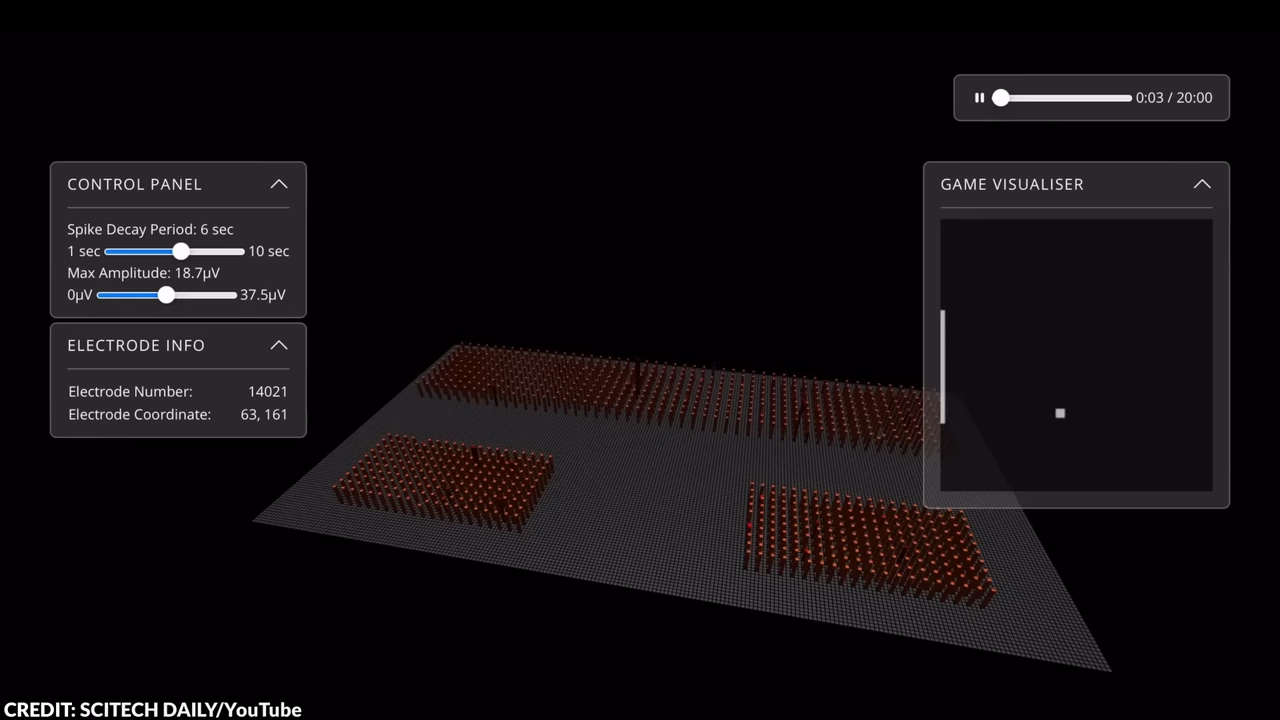 0:03 / 20:00
CONTROL PANEL
Spike Decay Period: 6 sec
1 sec 10 sec
Max Amplitude: 18.7µV
0µV 37.5µV
ELECTRODE INFO
Electrode Number: 14021
Electrode Coordinate: 63, 161
GAME VISUALISER
CREDIT: SCITECH DAILY/YouTube